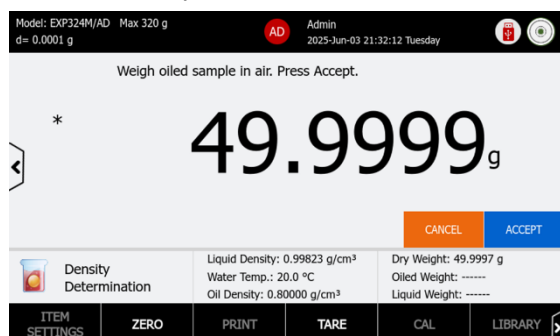 Model: EXP324M/AD Max 320 g
d= 0.0001 g
AD
Admin
2025-Jun-03 21:32:12 Tuesday
Weigh oiled sample in air. Press Accept.
*
49.9999 g
CANCEL
ACCEPT
Density
Determination
Liquid Density: 0.99823 g/cm³
Water Temp.: 20.0 °C
Oil Density: 0.80000 g/cm³
Dry Weight: 49.9997 g
Oiled Weight: ------
Liquid Weight: ------
ITEM
SETTINGS
ZERO
PRINT
TARE
CAL
LIBRARY